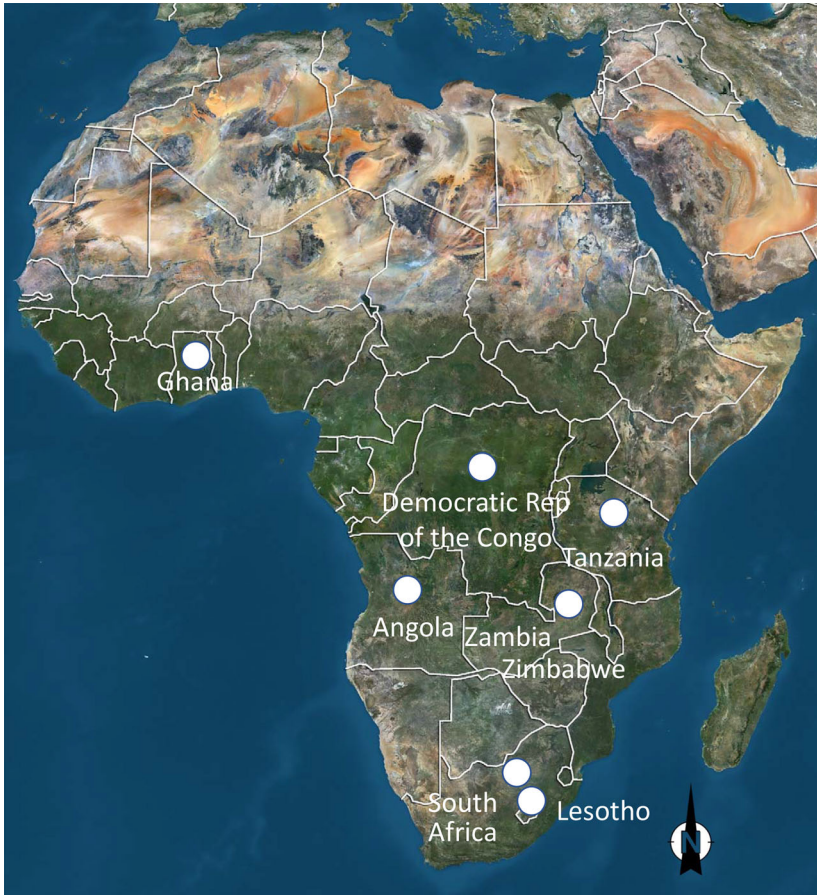 Ghana
Democratic Rep
of the Congo
Tanzania
Angola
Zambia
Zimbabwe
South
Africa
Lesotho
N